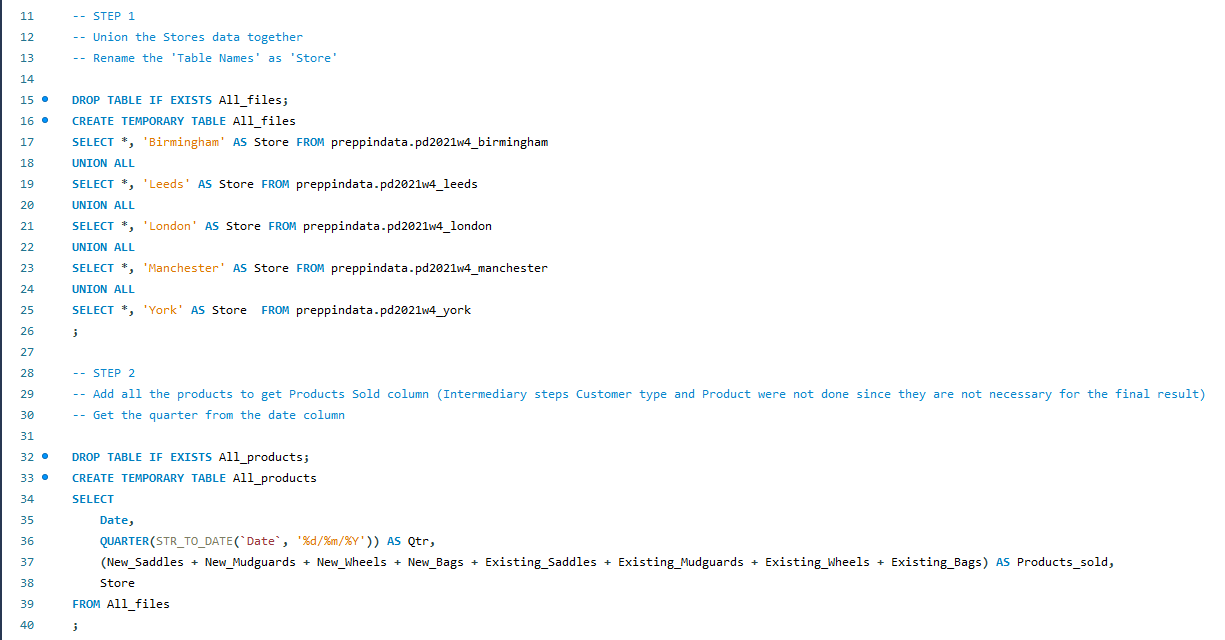 11 -- STEP 1
12 -- Union the Stores data together
13 -- Rename the 'Table Names' as 'Store'
14
15 DROP TABLE IF EXISTS All_files;
16 CREATE TEMPORARY TABLE All_files
17 SELECT *, 'Birmingham' AS Store FROM preppindata.pd2021w4_birmingham
18 UNION ALL
19 SELECT *, 'Leeds' AS Store FROM preppindata.pd2021w4_leeds
20 UNION ALL
21 SELECT *, 'London' AS Store FROM preppindata.pd2021w4_london
22 UNION ALL
23 SELECT *, 'Manchester' AS Store FROM preppindata.pd2021w4_manchester
24 UNION ALL
25 SELECT *, 'York' AS Store  FROM preppindata.pd2021w4_york
26 ;
27
28 -- STEP 2
29 -- Add all the products to get Products Sold column (Intermediary steps Customer type and Product were not done since they are not necessary for the final result)
30 -- Get the quarter from the date column
31
32 DROP TABLE IF EXISTS All_products;
33 CREATE TEMPORARY TABLE All_products
34 SELECT
35     Date,
36     QUARTER(STR_TO_DATE(`Date`, '%d/%m/%Y')) AS Qtr,
37     (New_Saddles + New_Mudguards + New_Wheels + New_Bags + Existing_Saddles + Existing_Mudguards + Existing_Wheels + Existing_Bags) AS Products_sold,
38     Store
39 FROM All_files
40 ;